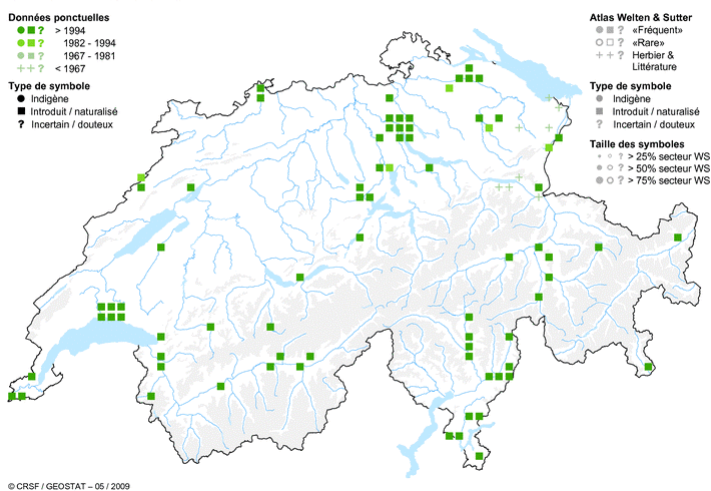 Données ponctuelles
? > 1994
? 1982 - 1994
? 1967 - 1981
++? < 1967
Type de symbole
Indigène
Introduit / naturalisé
? Incertain / douteux
Atlas Welten & Sutter
? «Fréquent»
? «Rare»
++? Herbier &
Littérature
Type de symbole
Indigène
Introduit / naturalisé
? Incertain / douteux
Taille des symboles
? > 25% secteur WS
? > 50% secteur WS
? > 75% secteur WS
© CRSF / GEOSTAT – 05 / 2009